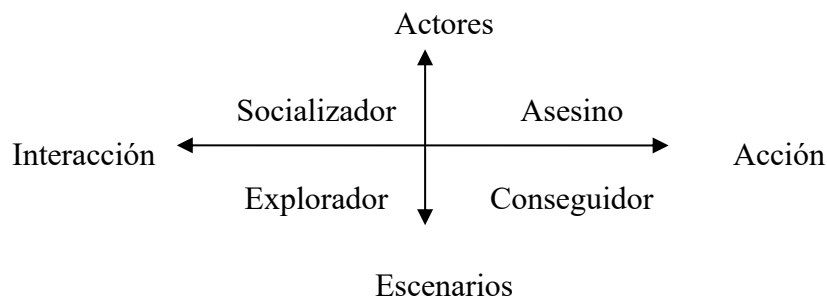 Actores
Socializador Asesino
Interacción Acción
Explorador Conseguidor
Escenarios